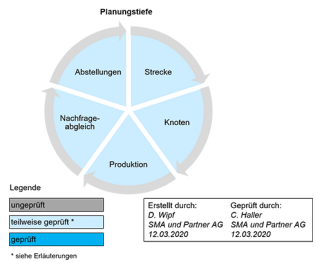 Planungstiefe
Abstellungen
Strecke
Nachfrage-
abgleich
Knoten
Produktion
Legende
ungeprüft
teilweise geprüft *
geprüft
* siehe Erläuterungen
Erstellt durch:
D. Wipf
SMA und Partner AG
12.03.2020
Geprüft durch:
C. Haller
SMA und Partner AG
12.03.2020